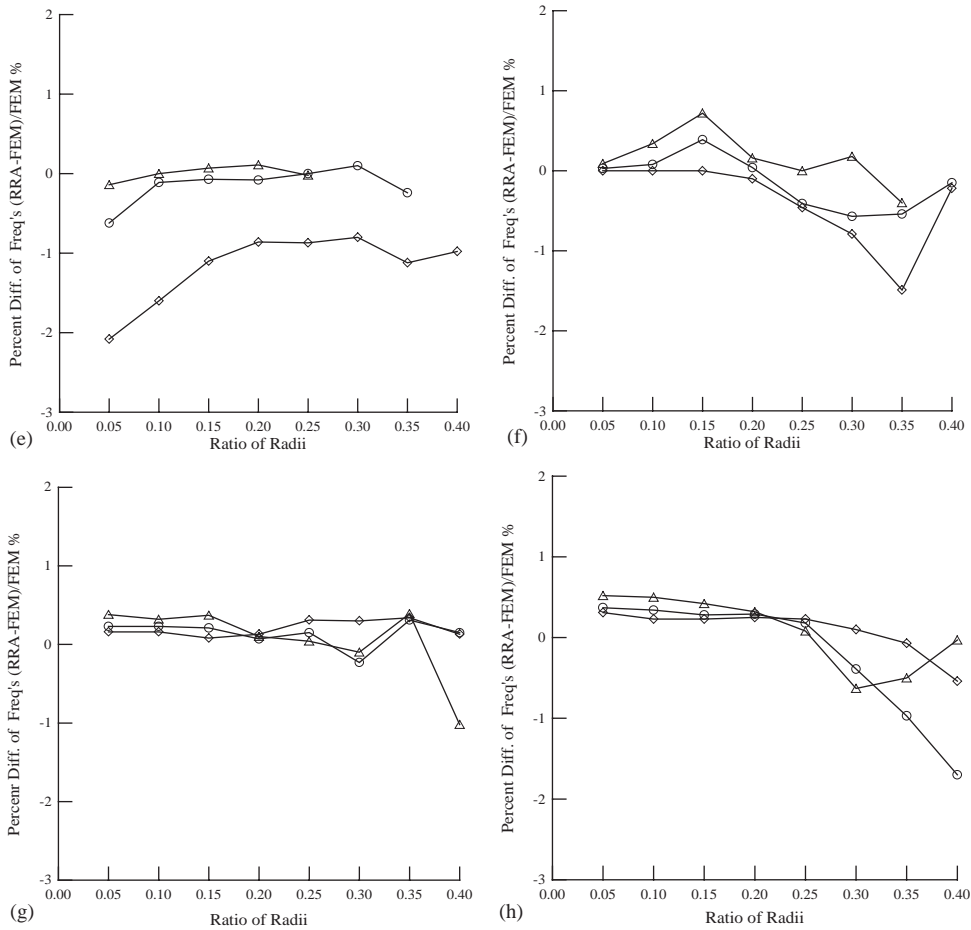 2
1
0
-1
-2
-3
Percent Diff. of Freq's (RRA-FEM)/FEM %
0.00 0.05 0.10 0.15 0.20 0.25 0.30 0.35 0.40
Ratio of Radii
(e)
2
1
0
-1
-2
-3
Percent Diff. of Freq's (RRA-FEM)/FEM %
0.00 0.05 0.10 0.15 0.20 0.25 0.30 0.35 0.40
Ratio of Radii
(f)
2
1
0
-1
-2
-3
Percenr Diff. of Freq's (RRA-FEM)/FEM %
0.00 0.05 0.10 0.15 0.20 0.25 0.30 0.35 0.40
Ratio of Radii
(g)
2
1
0
-1
-2
-3
Percent Diff. of Freq's (RRA-FEM)/FEM %
0.00 0.05 0.10 0.15 0.20 0.25 0.30 0.35 0.40
Ratio of Radii
(h)